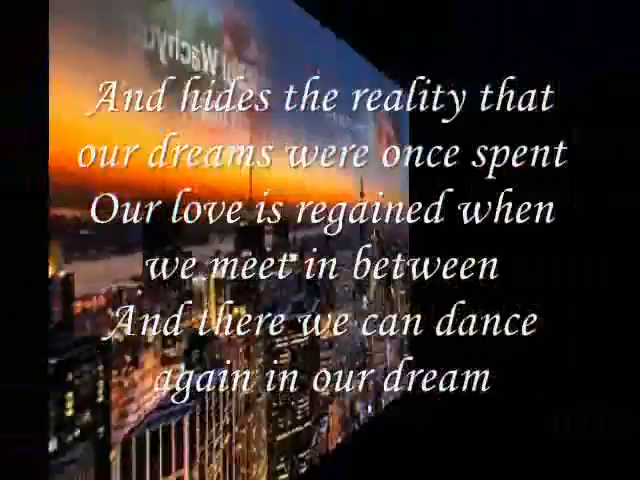 And hides the reality that
our dreams were once spent
Our love is regained when
we meet in between
And there we can dance
again in our dream